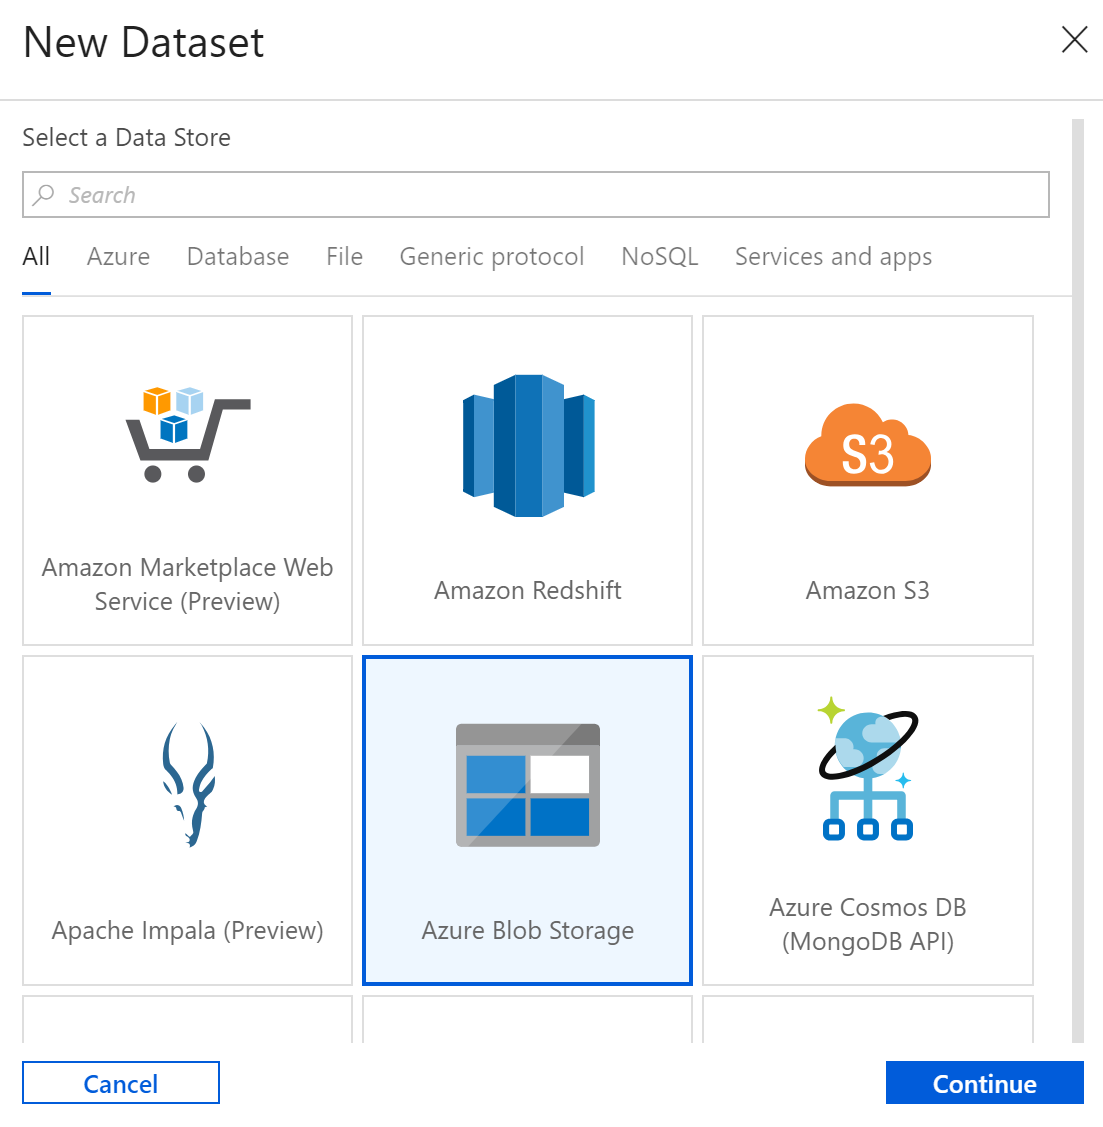 New Dataset
Select a Data Store
Search
All Azure Database File Generic protocol NoSQL Services and apps
S3
Amazon Marketplace Web
Service (Preview)
Amazon Redshift
Amazon S3
Apache Impala (Preview)
Azure Blob Storage
Azure Cosmos DB
(MongoDB API)
Cancel
Continue